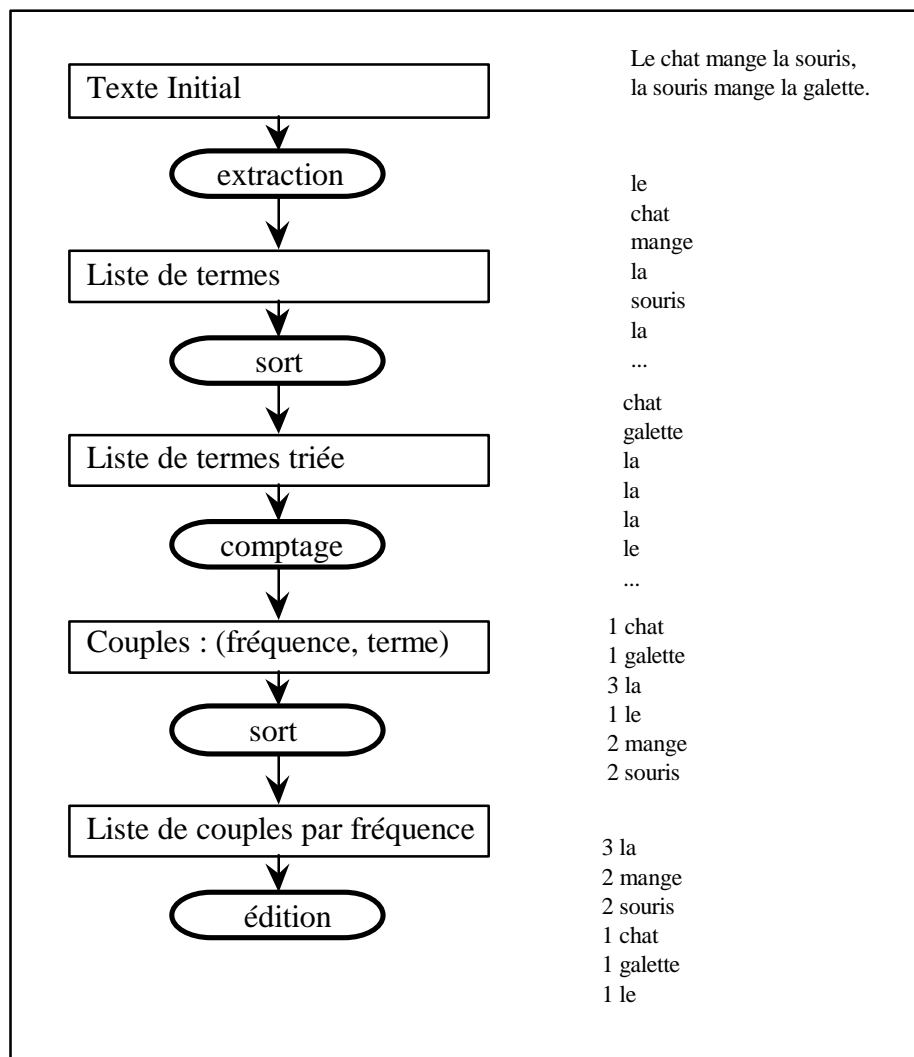 Texte Initial
Le chat mange la souris,
la souris mange la galette.
extraction
le
chat
mange
la
souris
la
...
Liste de termes
sort
chat
galette
la
la
la
le
...
Liste de termes triée
comptage
Couples : (fréquence, terme)
1 chat
1 galette
3 la
1 le
2 mange
2 souris
sort
Liste de couples par fréquence
3 la
2 mange
2 souris
1 chat
1 galette
1 le
édition